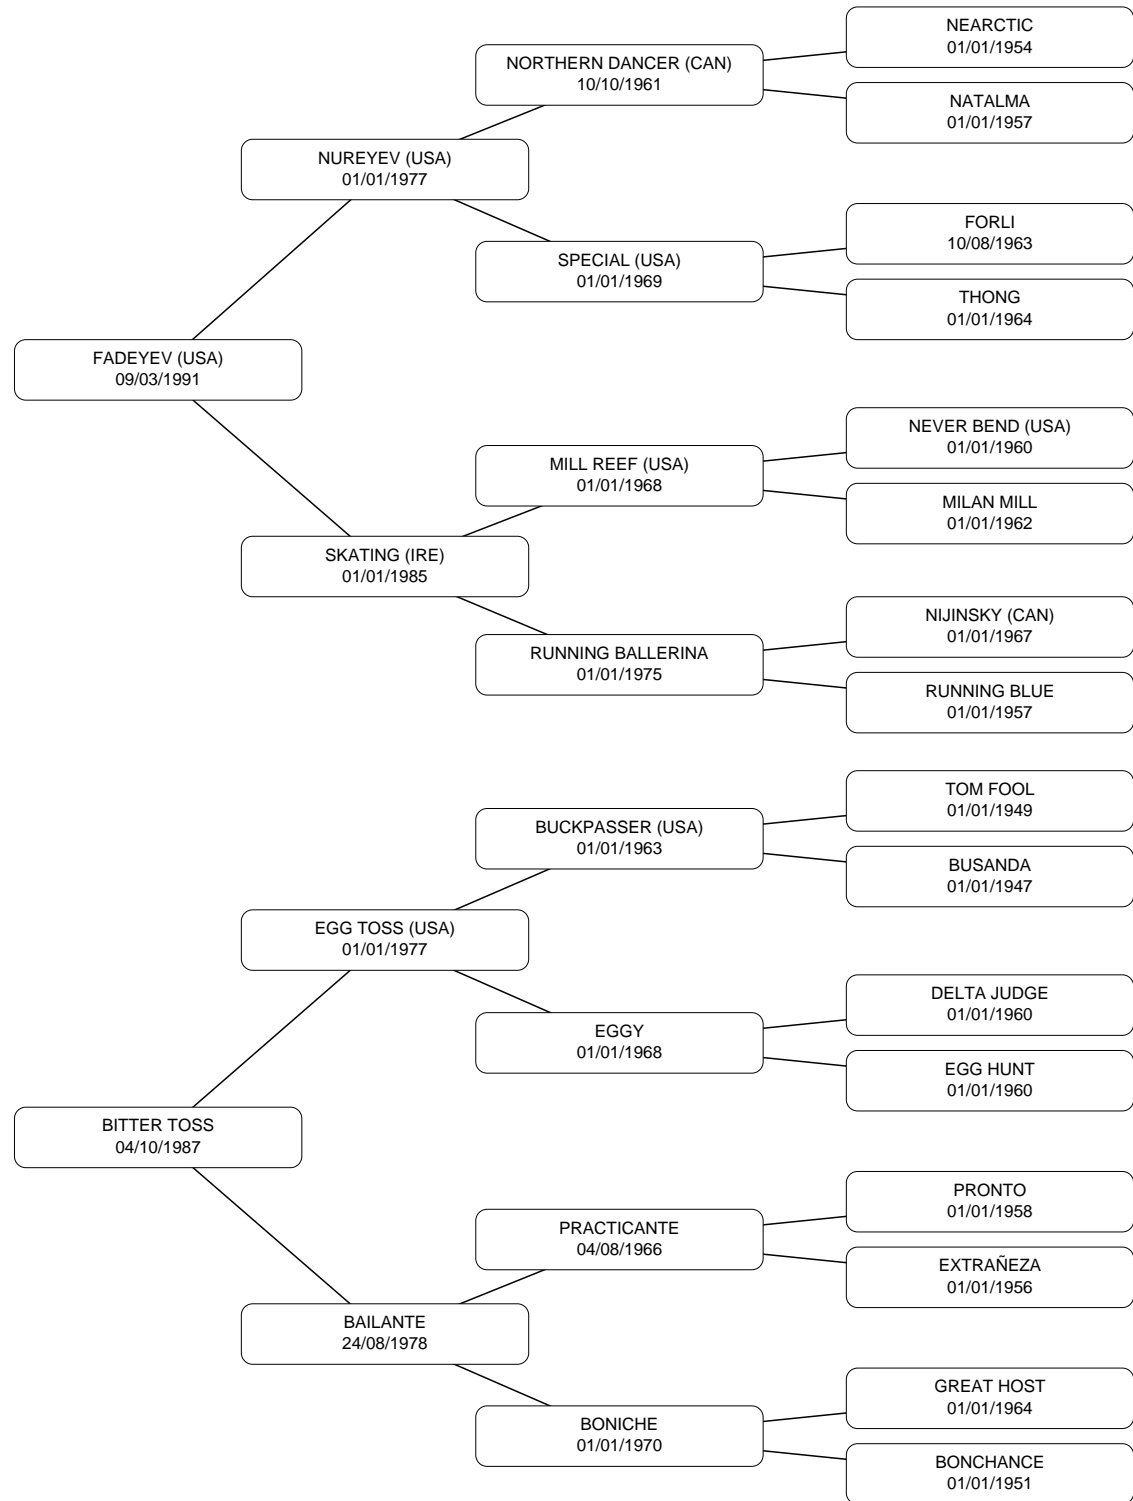 NEARCTIC
01/01/1954
NORTHERN DANCER (CAN)
10/10/1961
NATALMA
01/01/1957
NUREYEV (USA)
01/01/1977
FORLI
10/08/1963
SPECIAL (USA)
01/01/1969
THONG
01/01/1964
FADEYEV (USA)
09/03/1991
NEVER BEND (USA)
01/01/1960
MILL REEF (USA)
01/01/1968
MILAN MILL
01/01/1962
SKATING (IRE)
01/01/1985
NIJINSKY (CAN)
01/01/1967
RUNNING BALLERINA
01/01/1975
RUNNING BLUE
01/01/1957
TOM FOOL
01/01/1949
BUCKPASSER (USA)
01/01/1963
BUSANDA
01/01/1947
EGG TOSS (USA)
01/01/1977
DELTA JUDGE
01/01/1960
EGGY
01/01/1968
EGG HUNT
01/01/1960
BITTER TOSS
04/10/1987
PRONTO
01/01/1958
PRACTICANTE
04/08/1966
EXTRAÑEZA
01/01/1956
BAILANTE
24/08/1978
GREAT HOST
01/01/1964
BONICHE
01/01/1970
BONCHANCE
01/01/1951